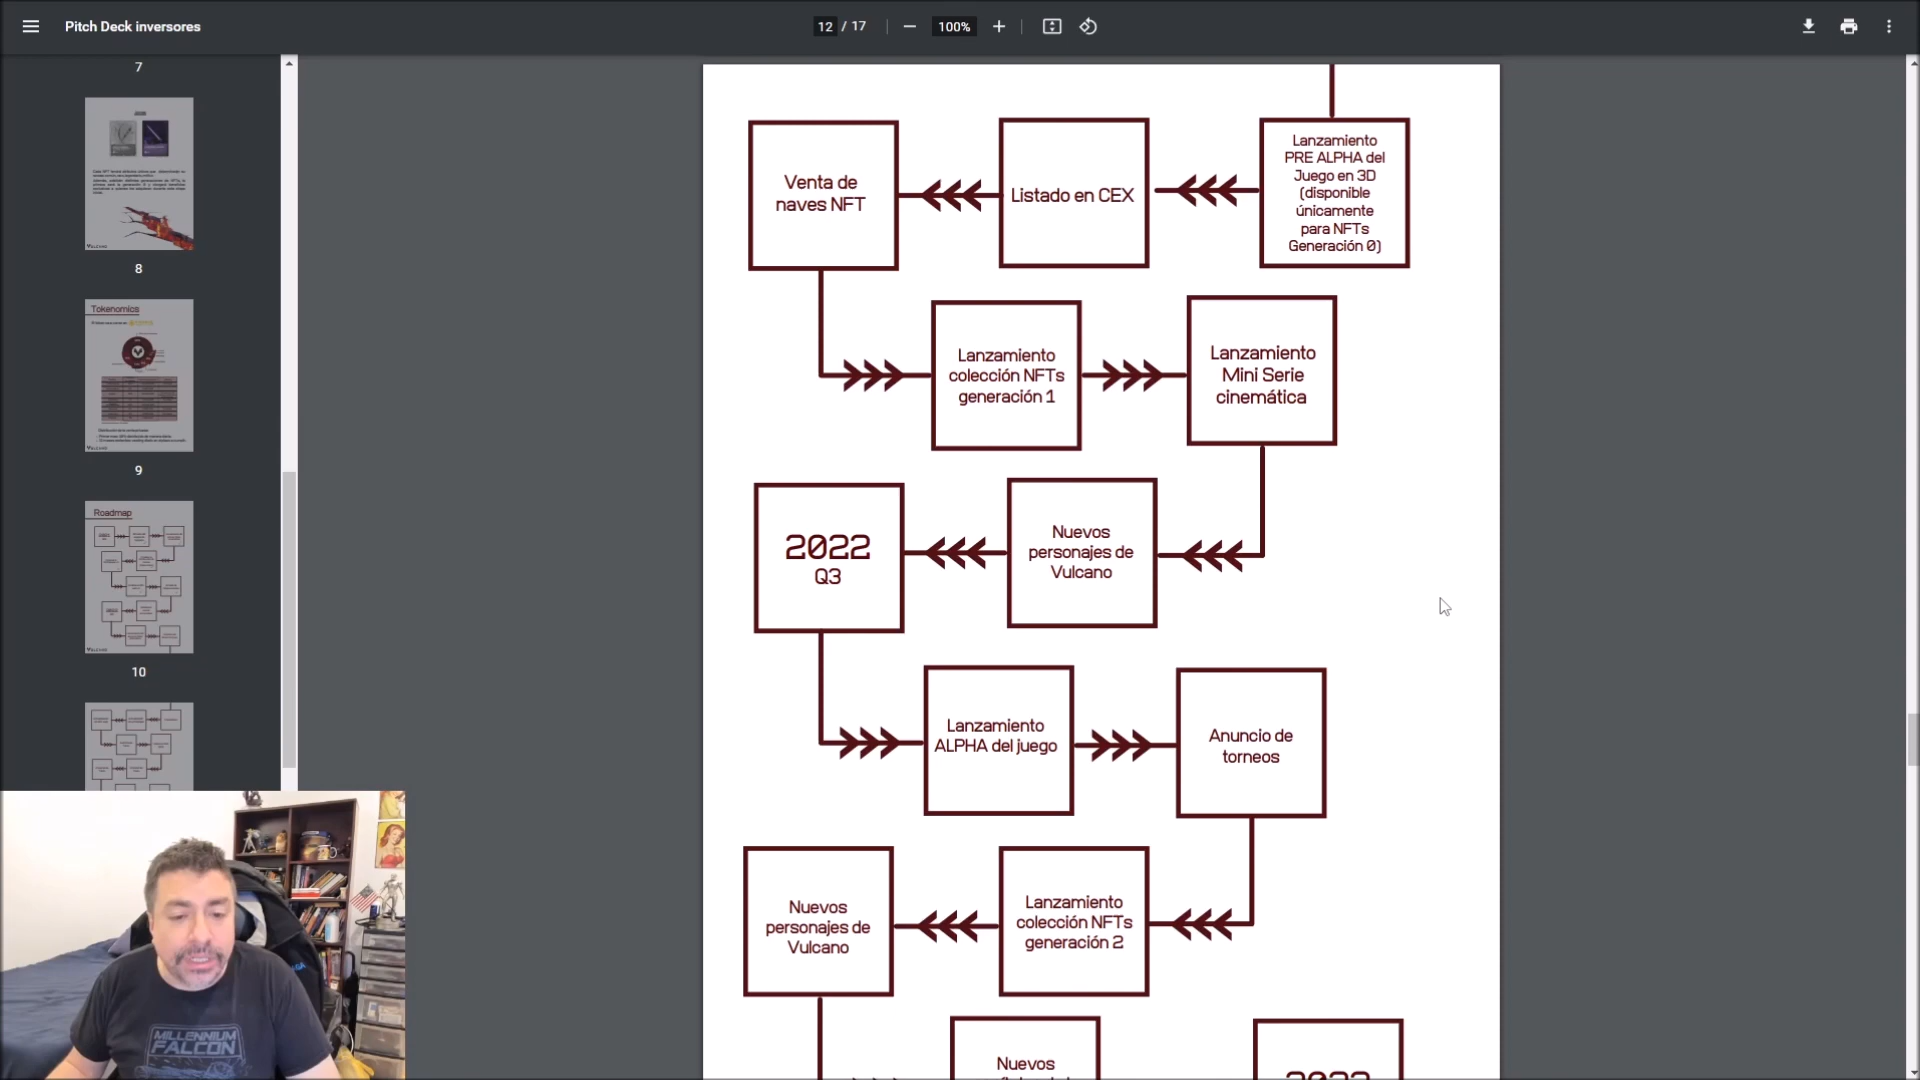 Pitch Deck inversores
12 / 17
100%
7
8
Tokenomics
9
Roadmap
10
Lanzamiento
PRE ALPHA del
Juego en 3D
(disponible
únicamente
para NFTs
Generación 0)
Listado en CEX
Venta de
naves NFT
Lanzamiento
colección NFTs
generación 1
Lanzamiento
Mini Serie
cinemática
Nuevos
personajes de
Vulcano
2022
Q3
Lanzamiento
ALPHA del juego
Anuncio de
torneos
Lanzamiento
colección NFTs
generación 2
Nuevos
personajes de
Vulcano
Nuevos
2022
MILLENNIUM
FALCON